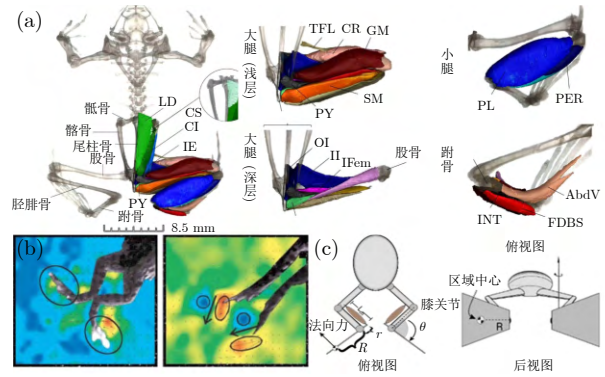 (a)
骶骨
髂骨
尾柱骨
股骨
胫腓骨
跗骨
LD
CS
CI
IE
PY
8.5 mm
大腿(浅层)
TFL
CR
GM
SM
PY
大腿(深层)
OI
II
IFem
股骨
小腿
PL
PER
跗骨
INT
AbdV
FDBS
俯视图
(b)
(c)
膝关节
法向力
r
R
θ
俯视图
区域中心
R
后视图